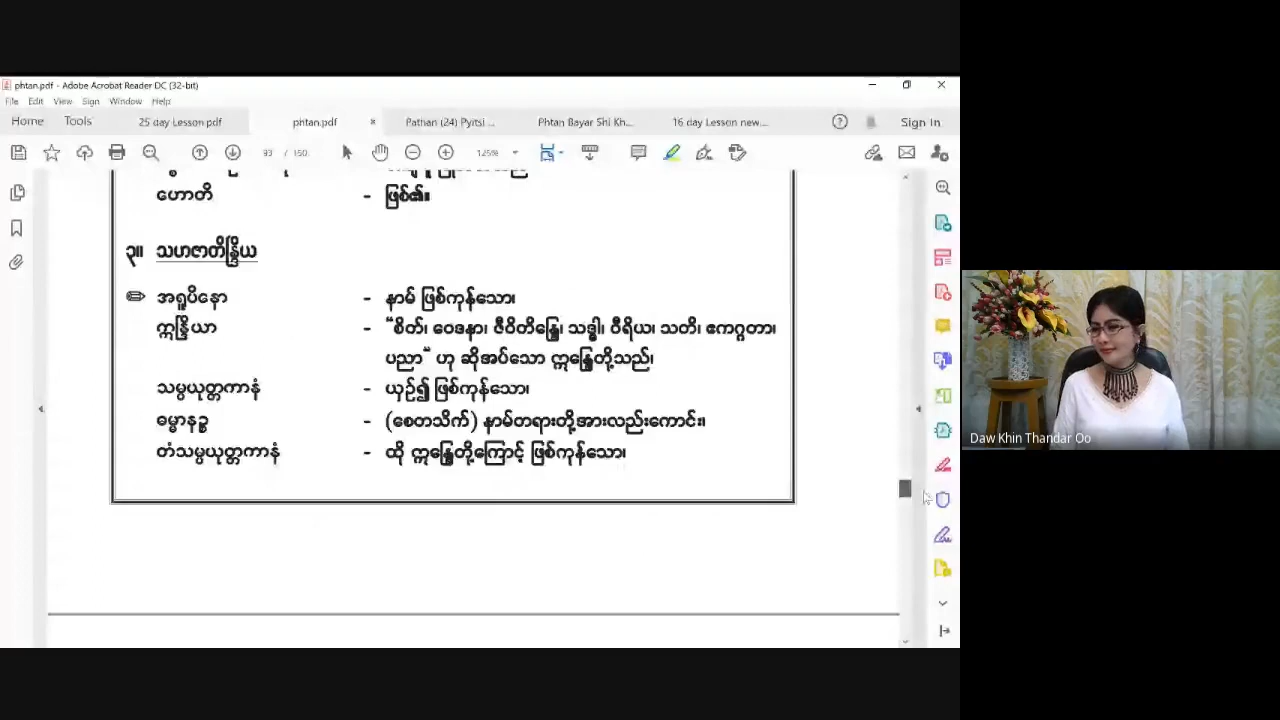 phtan.pdf - Adobe Acrobat Reader DC (32-bit)
File Edit View Sign Window Help
Home Tools 25 day Lesson.pdf phtan.pdf × Pathan (24) Pyitsi ... Phtan Bayar Shi Kh... 16 day Lesson new... Sign In
93 / 150 125%
ဟောတိ - ဖြစ်၏။
၃။ သဟဇာတိန္ဒြိယ
အရူပိနော - နာမ် ဖြစ်ကုန်သော၊
ဣန္ဒြိယာ - “စိတ်၊ ဝေဒနာ၊ ဇီဝိတိန္ဒြေ၊ သဒ္ဓါ၊ ဝီရိယ၊ သတိ၊ ဧကဂ္ဂတာ၊
ပညာ“ ဟု ဆိုအပ်သော ဣန္ဒြေတို့သည်၊
သမ္ပယုတ္တကာနံ - ယှဉ်၍ ဖြစ်ကုန်သော၊
ဓမ္မာနဉ္စ - (စေတသိက်) နာမ်တရားတို့အားလည်းကောင်း။
တံသမ္ပယုတ္တကာနံ - ထို ဣန္ဒြေတို့ကြောင့် ဖြစ်ကုန်သော၊
Daw Khin Thandar Oo